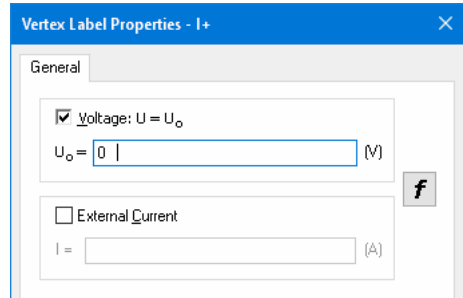 Vertex Label Properties - I+
General
Voltage: U = Uₒ
Uₒ = 0 (V)
f
External Current
I = (A)